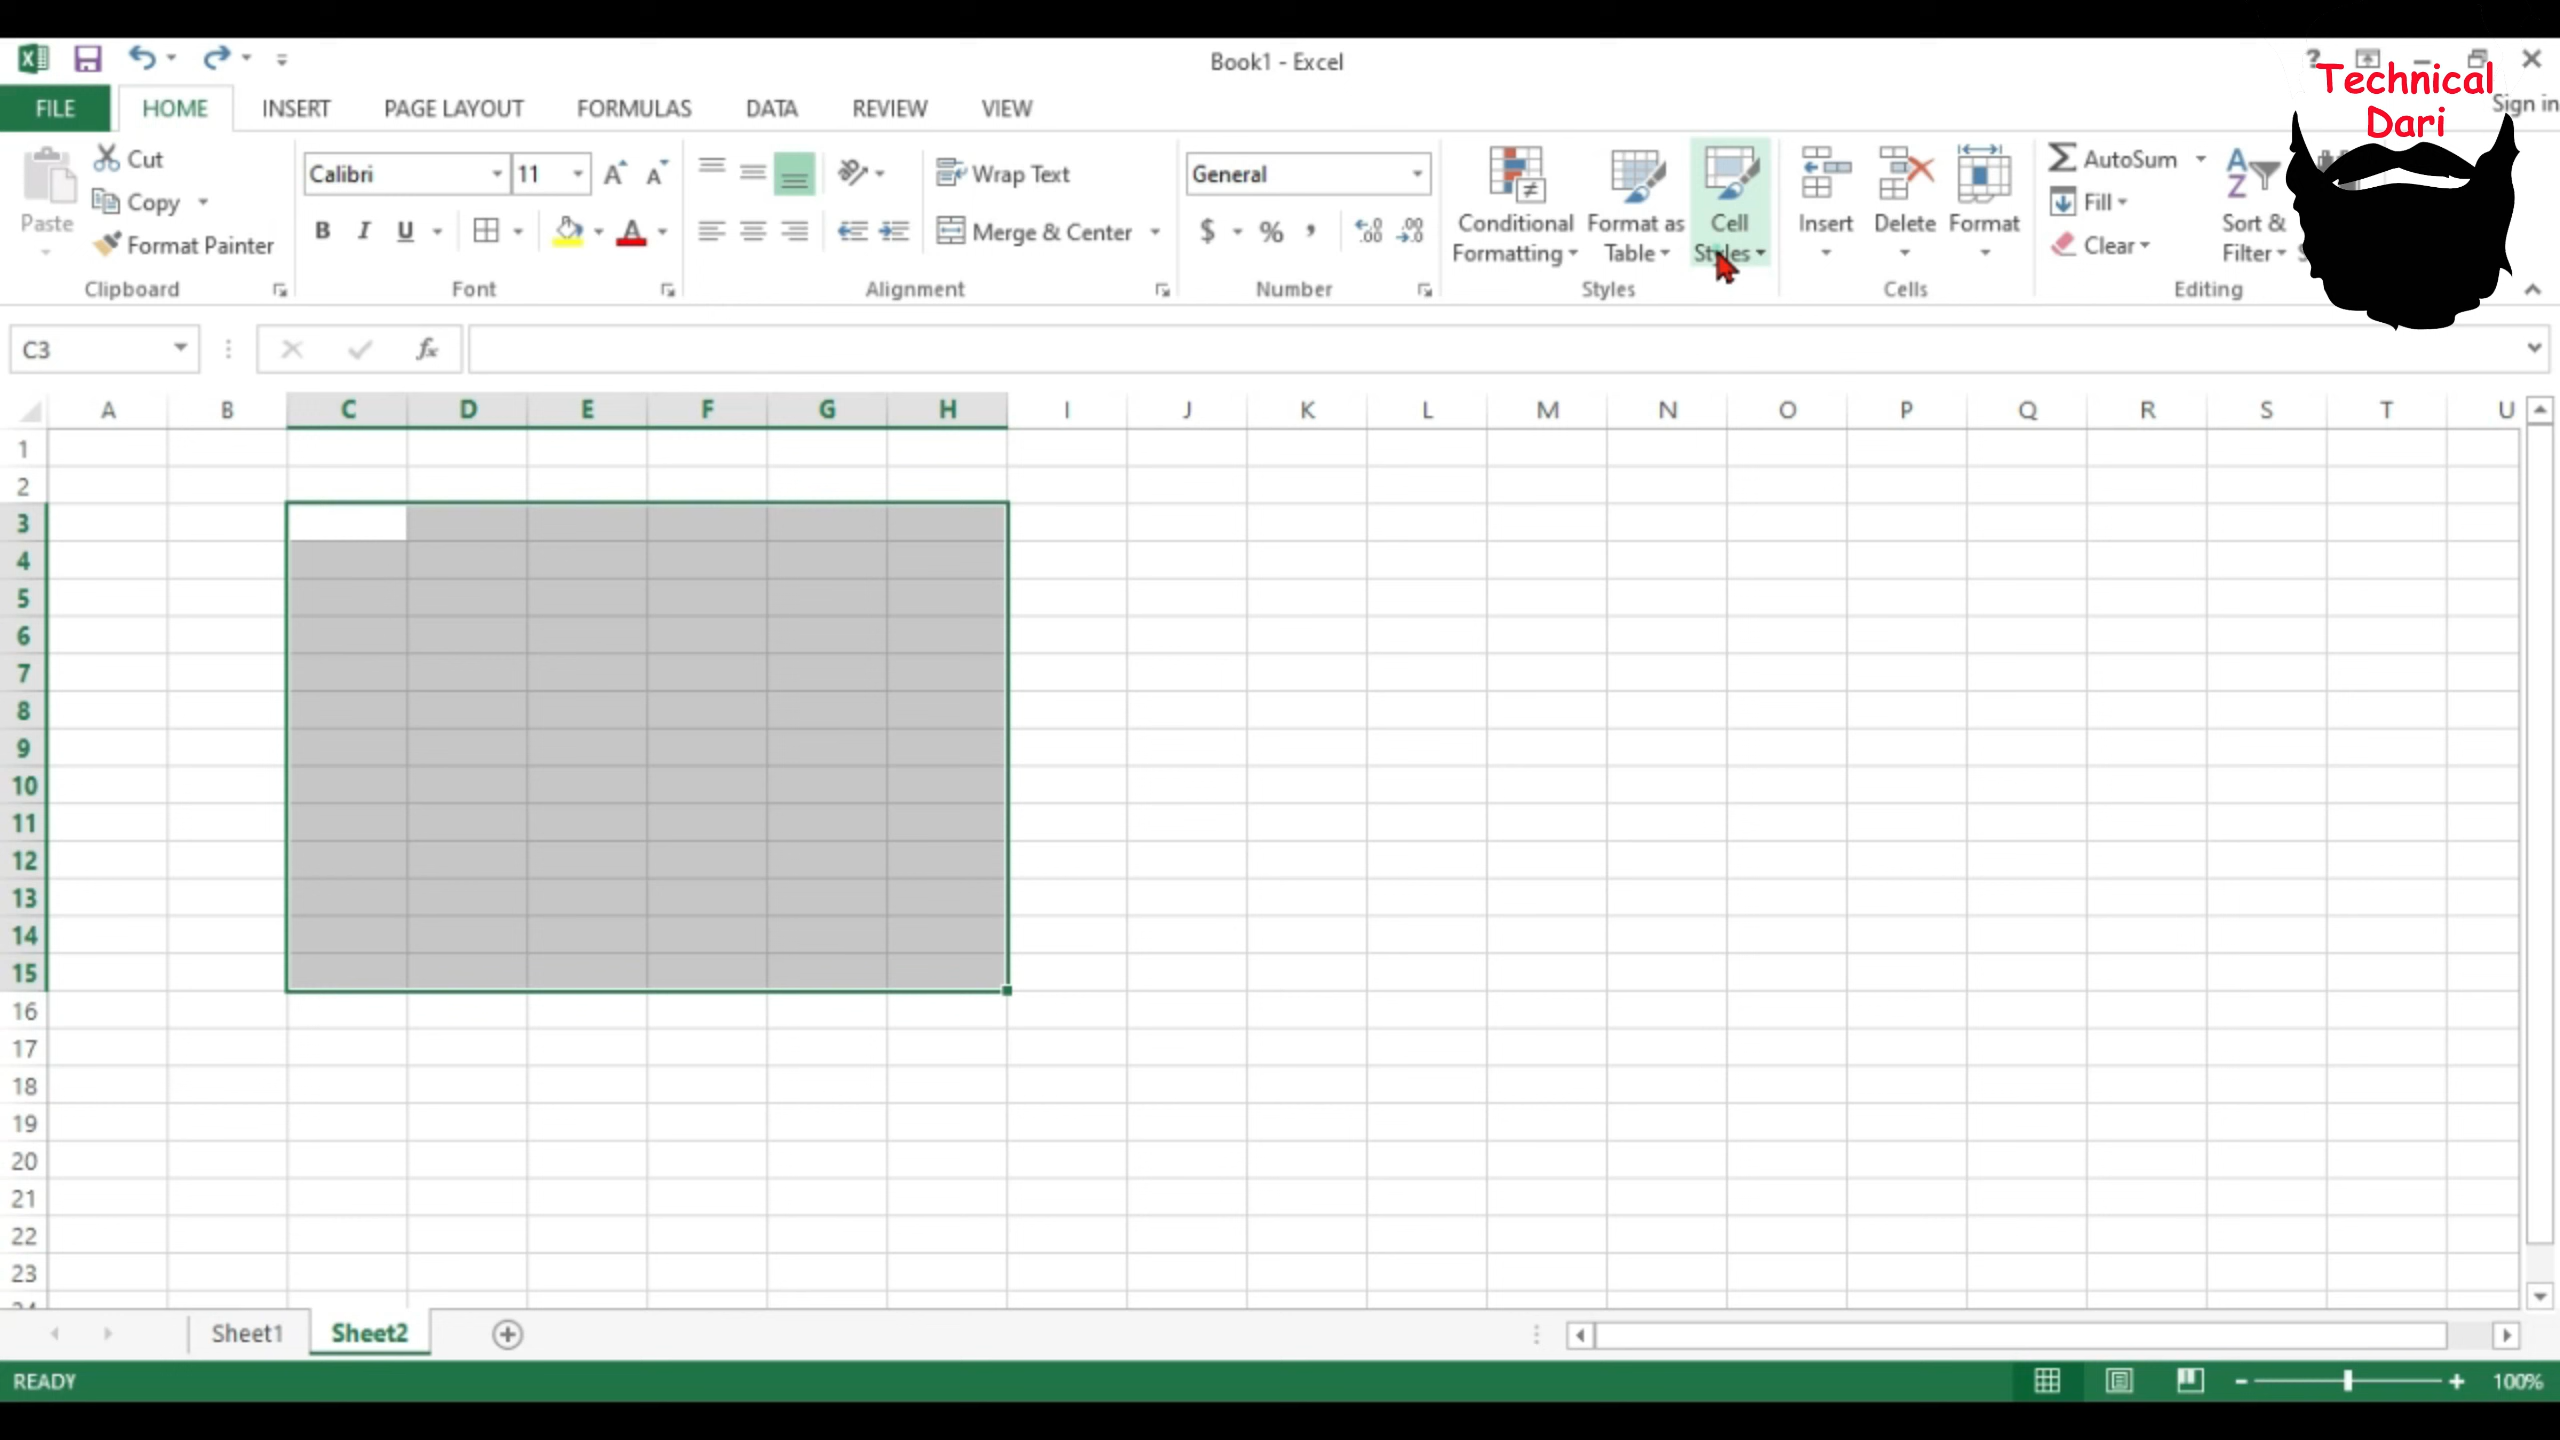 Book1 - Excel
Technical
Dari
Sign in
FILE HOME INSERT PAGE LAYOUT FORMULAS DATA REVIEW VIEW
Paste
Cut
Copy
Format Painter
Clipboard
Calibri 11
B I U
Font
Wrap Text
Merge & Center
Alignment
General
$ % ,
Number
Conditional
Formatting
Format as
Table
Cell
Styles
Styles
Insert
Delete
Format
Cells
AutoSum
Fill
Clear
Sort &
Filter
Editing
C3
fx
A B C D E F G H I J K L M N O P Q R S T U
1
2
3
4
5
6
7
8
9
10
11
12
13
14
15
16
17
18
19
20
21
22
23
Sheet1 Sheet2
READY
100%